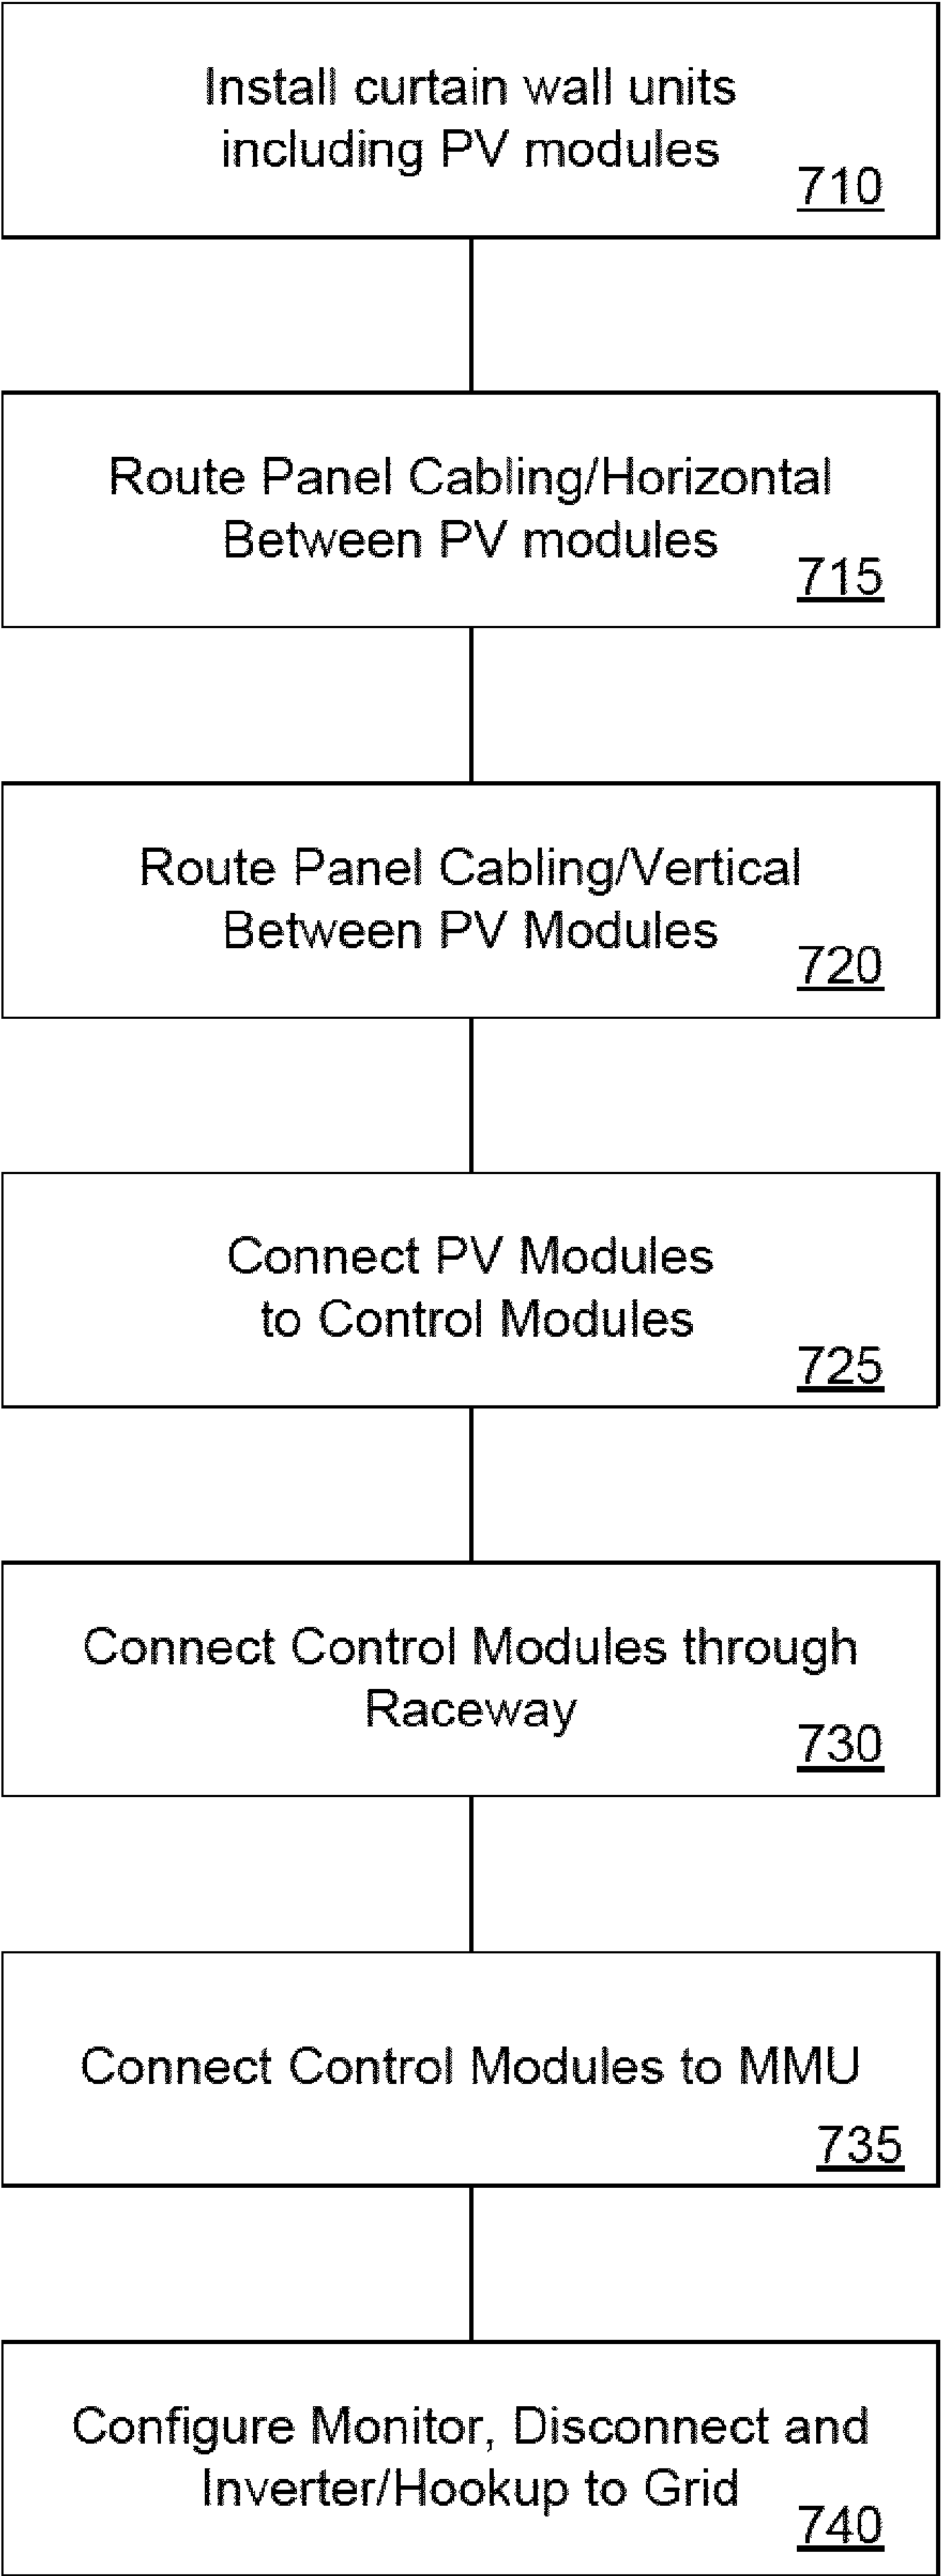 Install curtain wall units
including PV modules
710
Route Panel Cabling/Horizontal
Between PV modules
715
Route Panel Cabling/Vertical
Between PV Modules
720
Connect PV Modules
to Control Modules
725
Connect Control Modules through
Raceway
730
Connect Control Modules to MMU
735
Configure Monitor, Disconnect and
Inverter/Hookup to Grid
740